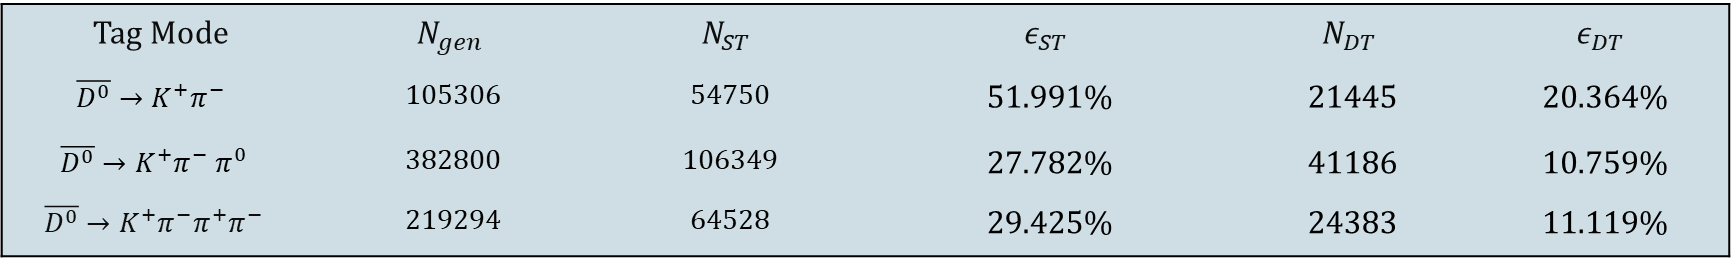 Tag Mode N_gen N_ST ϵ_ST N_DT ϵ_DT
D̅⁰ → K⁺π⁻ 105306 54750 51.991% 21445 20.364%
D̅⁰ → K⁺π⁻ π⁰ 382800 106349 27.782% 41186 10.759%
D̅⁰ → K⁺π⁻π⁺π⁻ 219294 64528 29.425% 24383 11.119%